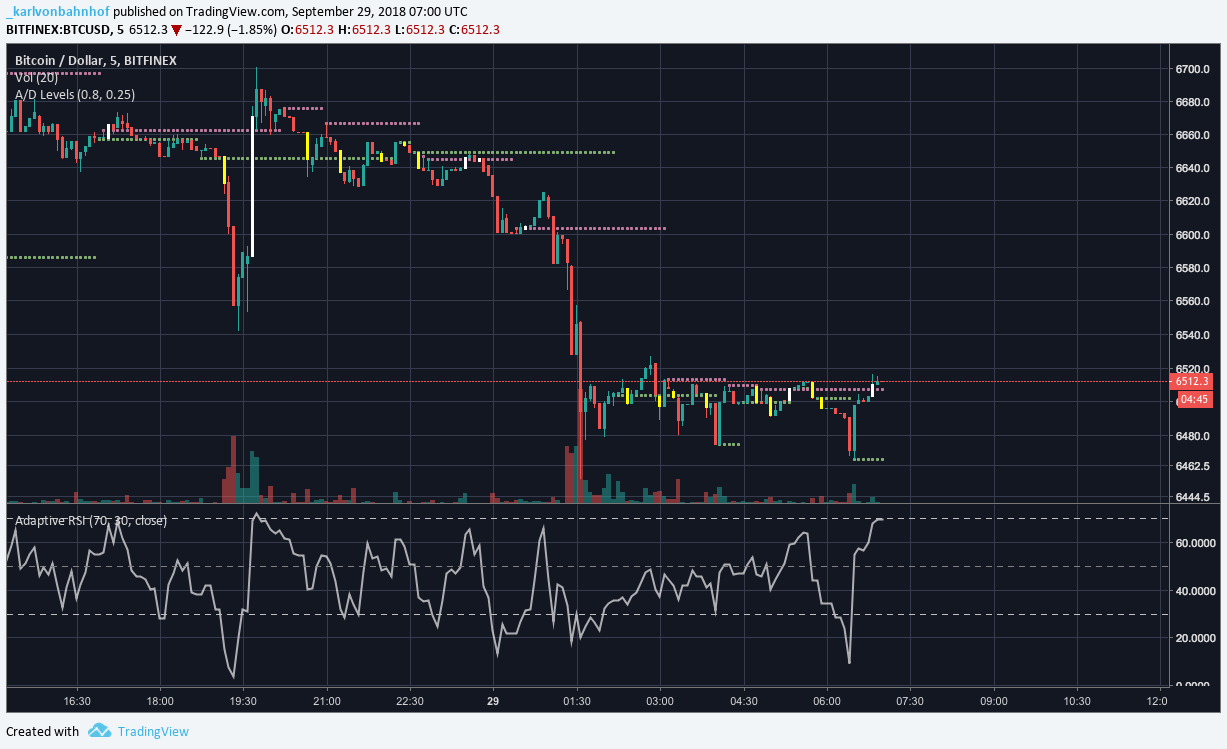 _karlvonbahnhof published on TradingView.com, September 29, 2018 07:00 UTC
BITFINEX:BTCUSD, 5 6512.3 ▼ −122.9 (−1.85%) O:6512.3 H:6512.3 L:6512.3 C:6512.3
Bitcoin / Dollar, 5, BITFINEX
Vol (20)
A/D Levels (0.8, 0.25)
6700.0
6680.0
6660.0
6640.0
6620.0
6600.0
6580.0
6560.0
6540.0
6520.0
6512.3
04:45
6480.0
6462.5
6444.5
Adaptive RSI (70, 30, close)
60.0000
40.0000
20.0000
0.0000
16:30 18:00 19:30 21:00 22:30 29 01:30 03:00 04:30 06:00 07:30 09:00 10:30 12:0
Created with TradingView